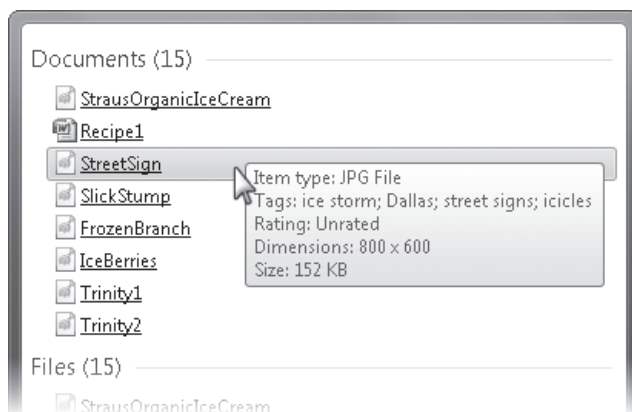 Documents (15)
StrausOrganicIceCream
Recipe1
StreetSign
Item type: JPG File
Tags: ice storm; Dallas; street signs; icicles
Rating: Unrated
Dimensions: 800 x 600
Size: 152 KB
SlickStump
FrozenBranch
IceBerries
Trinity1
Trinity2
Files (15)
StrausOrganicIceCream